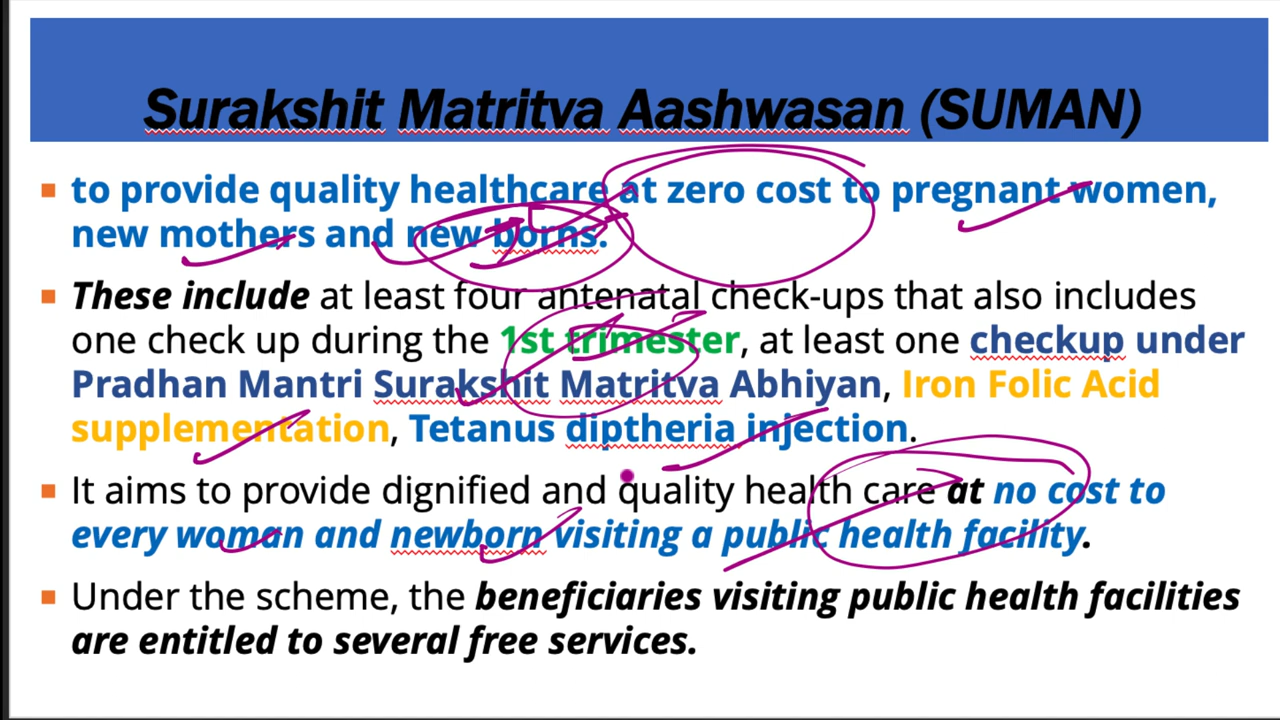 Surakshit Matritva Aashwasan (SUMAN)
to provide quality healthcare at zero cost to pregnant women,
new mothers and new borns.
These include at least four antenatal check-ups that also includes
one check up during the 1st trimester, at least one checkup under
Pradhan Mantri Surakshit Matritva Abhiyan, Iron Folic Acid
supplementation, Tetanus diptheria injection.
It aims to provide dignified and quality health care at no cost to
every woman and newborn visiting a public health facility.
Under the scheme, the beneficiaries visiting public health facilities
are entitled to several free services.